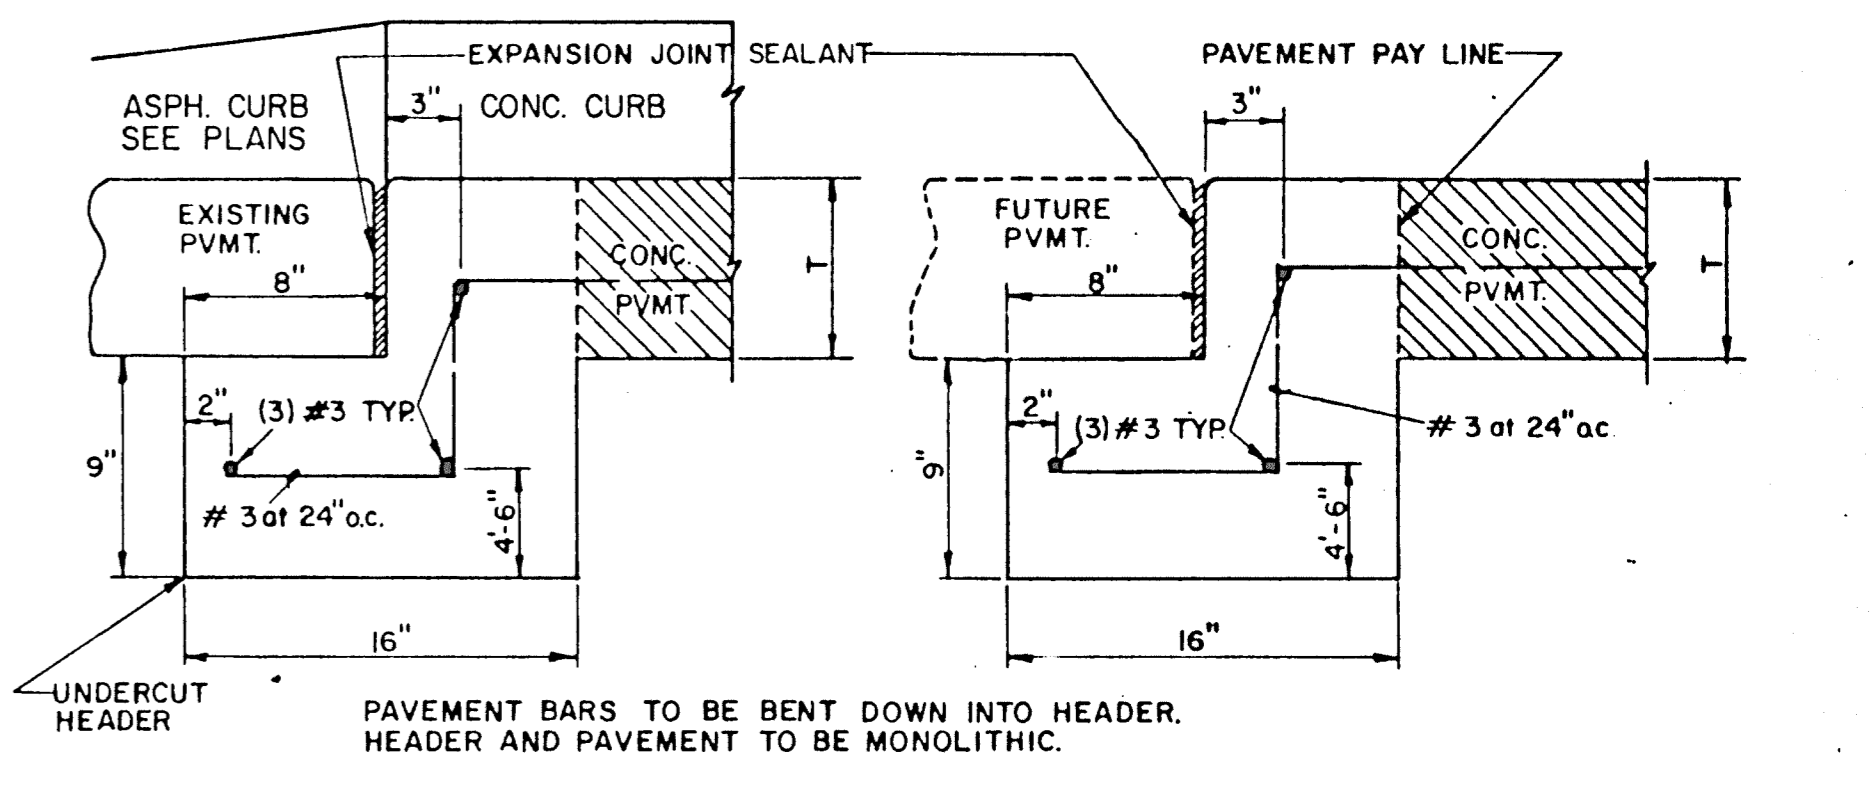 EXPANSION JOINT SEALANT
PAVEMENT PAY LINE
ASPH. CURB
SEE PLANS
3"
CONC. CURB
3"
EXISTING
PVMT.
8"
CONC.
PVMT.
T
FUTURE
PVMT.
8"
CONC.
PVMT.
T
2"
(3) #3 TYP.
9"
# 3 at 24" o.c.
4'-6"
2"
(3) #3 TYP.
# 3 at 24" o.c.
9"
4'-6"
16"
16"
UNDERCUT
HEADER
PAVEMENT BARS TO BE BENT DOWN INTO HEADER.
HEADER AND PAVEMENT TO BE MONOLITHIC.